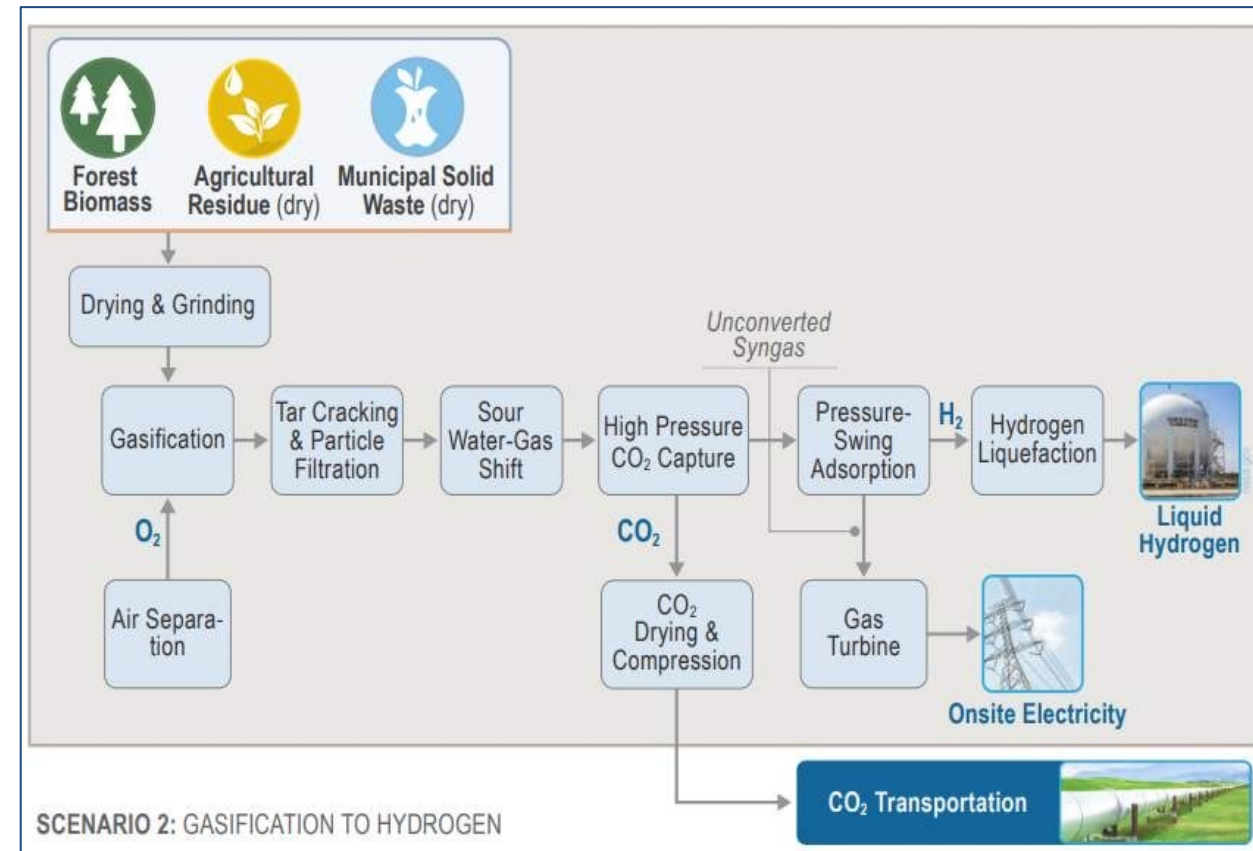 Forest
Biomass
Agricultural
Residue (dry)
Municipal Solid
Waste (dry)
Drying & Grinding
Unconverted
Syngas
Gasification
Tar Cracking
& Particle
Filtration
Sour
Water-Gas
Shift
High Pressure
CO₂ Capture
Pressure-
Swing
Adsorption
H₂
Hydrogen
Liquefaction
Liquid
Hydrogen
O₂
CO₂
Air Separa-
tion
CO₂
Drying &
Compression
Gas
Turbine
Onsite Electricity
CO₂ Transportation
SCENARIO 2: GASIFICATION TO HYDROGEN